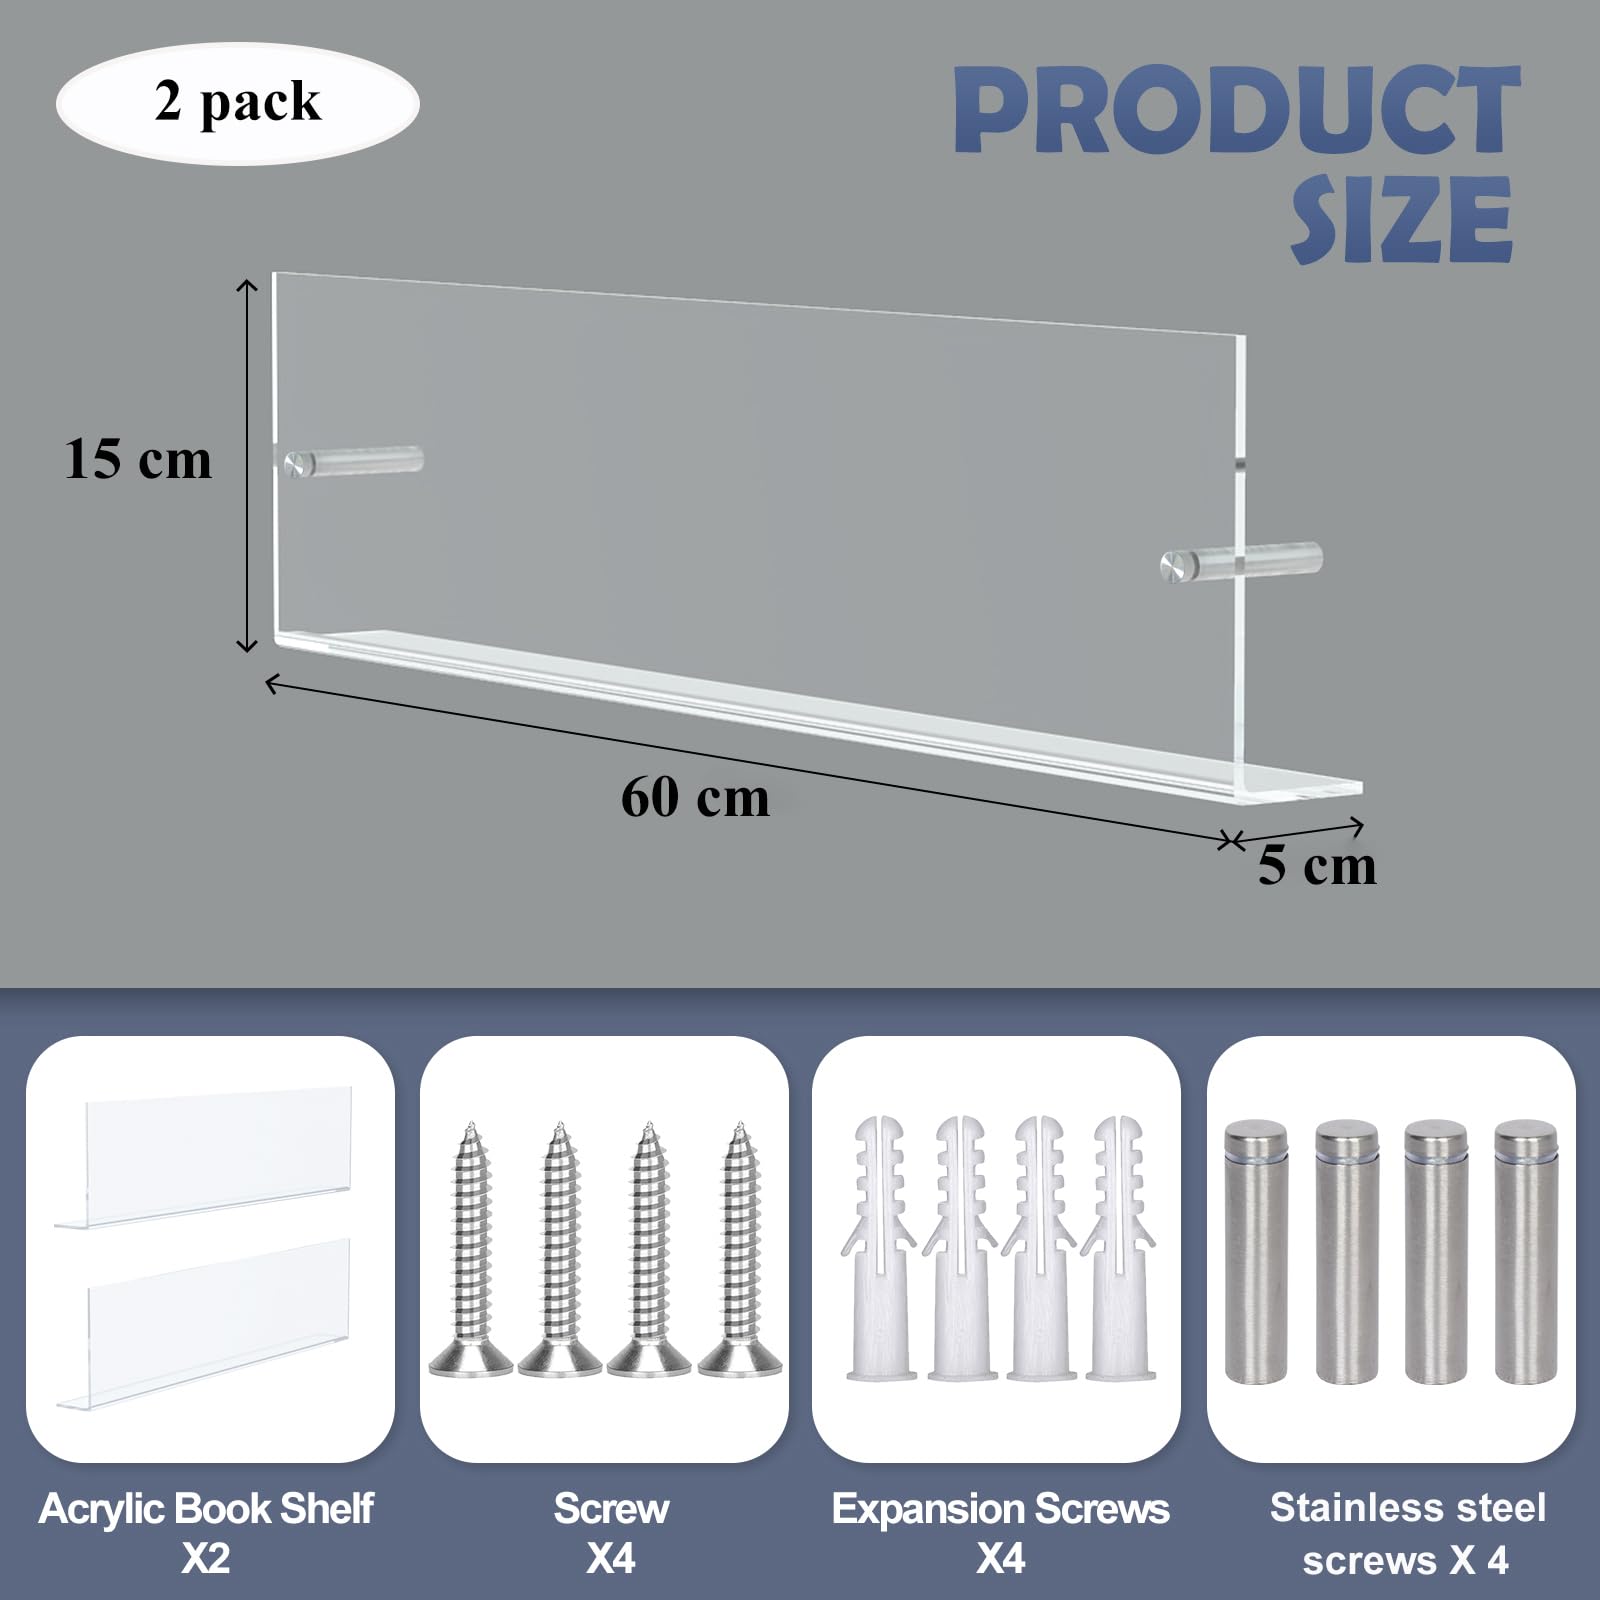 2 pack
PRODUCT
SIZE
15 cm
60 cm
5 cm
Acrylic Book Shelf
X2
Screw
X4
Expansion Screws
X4
Stainless steel
screws X 4